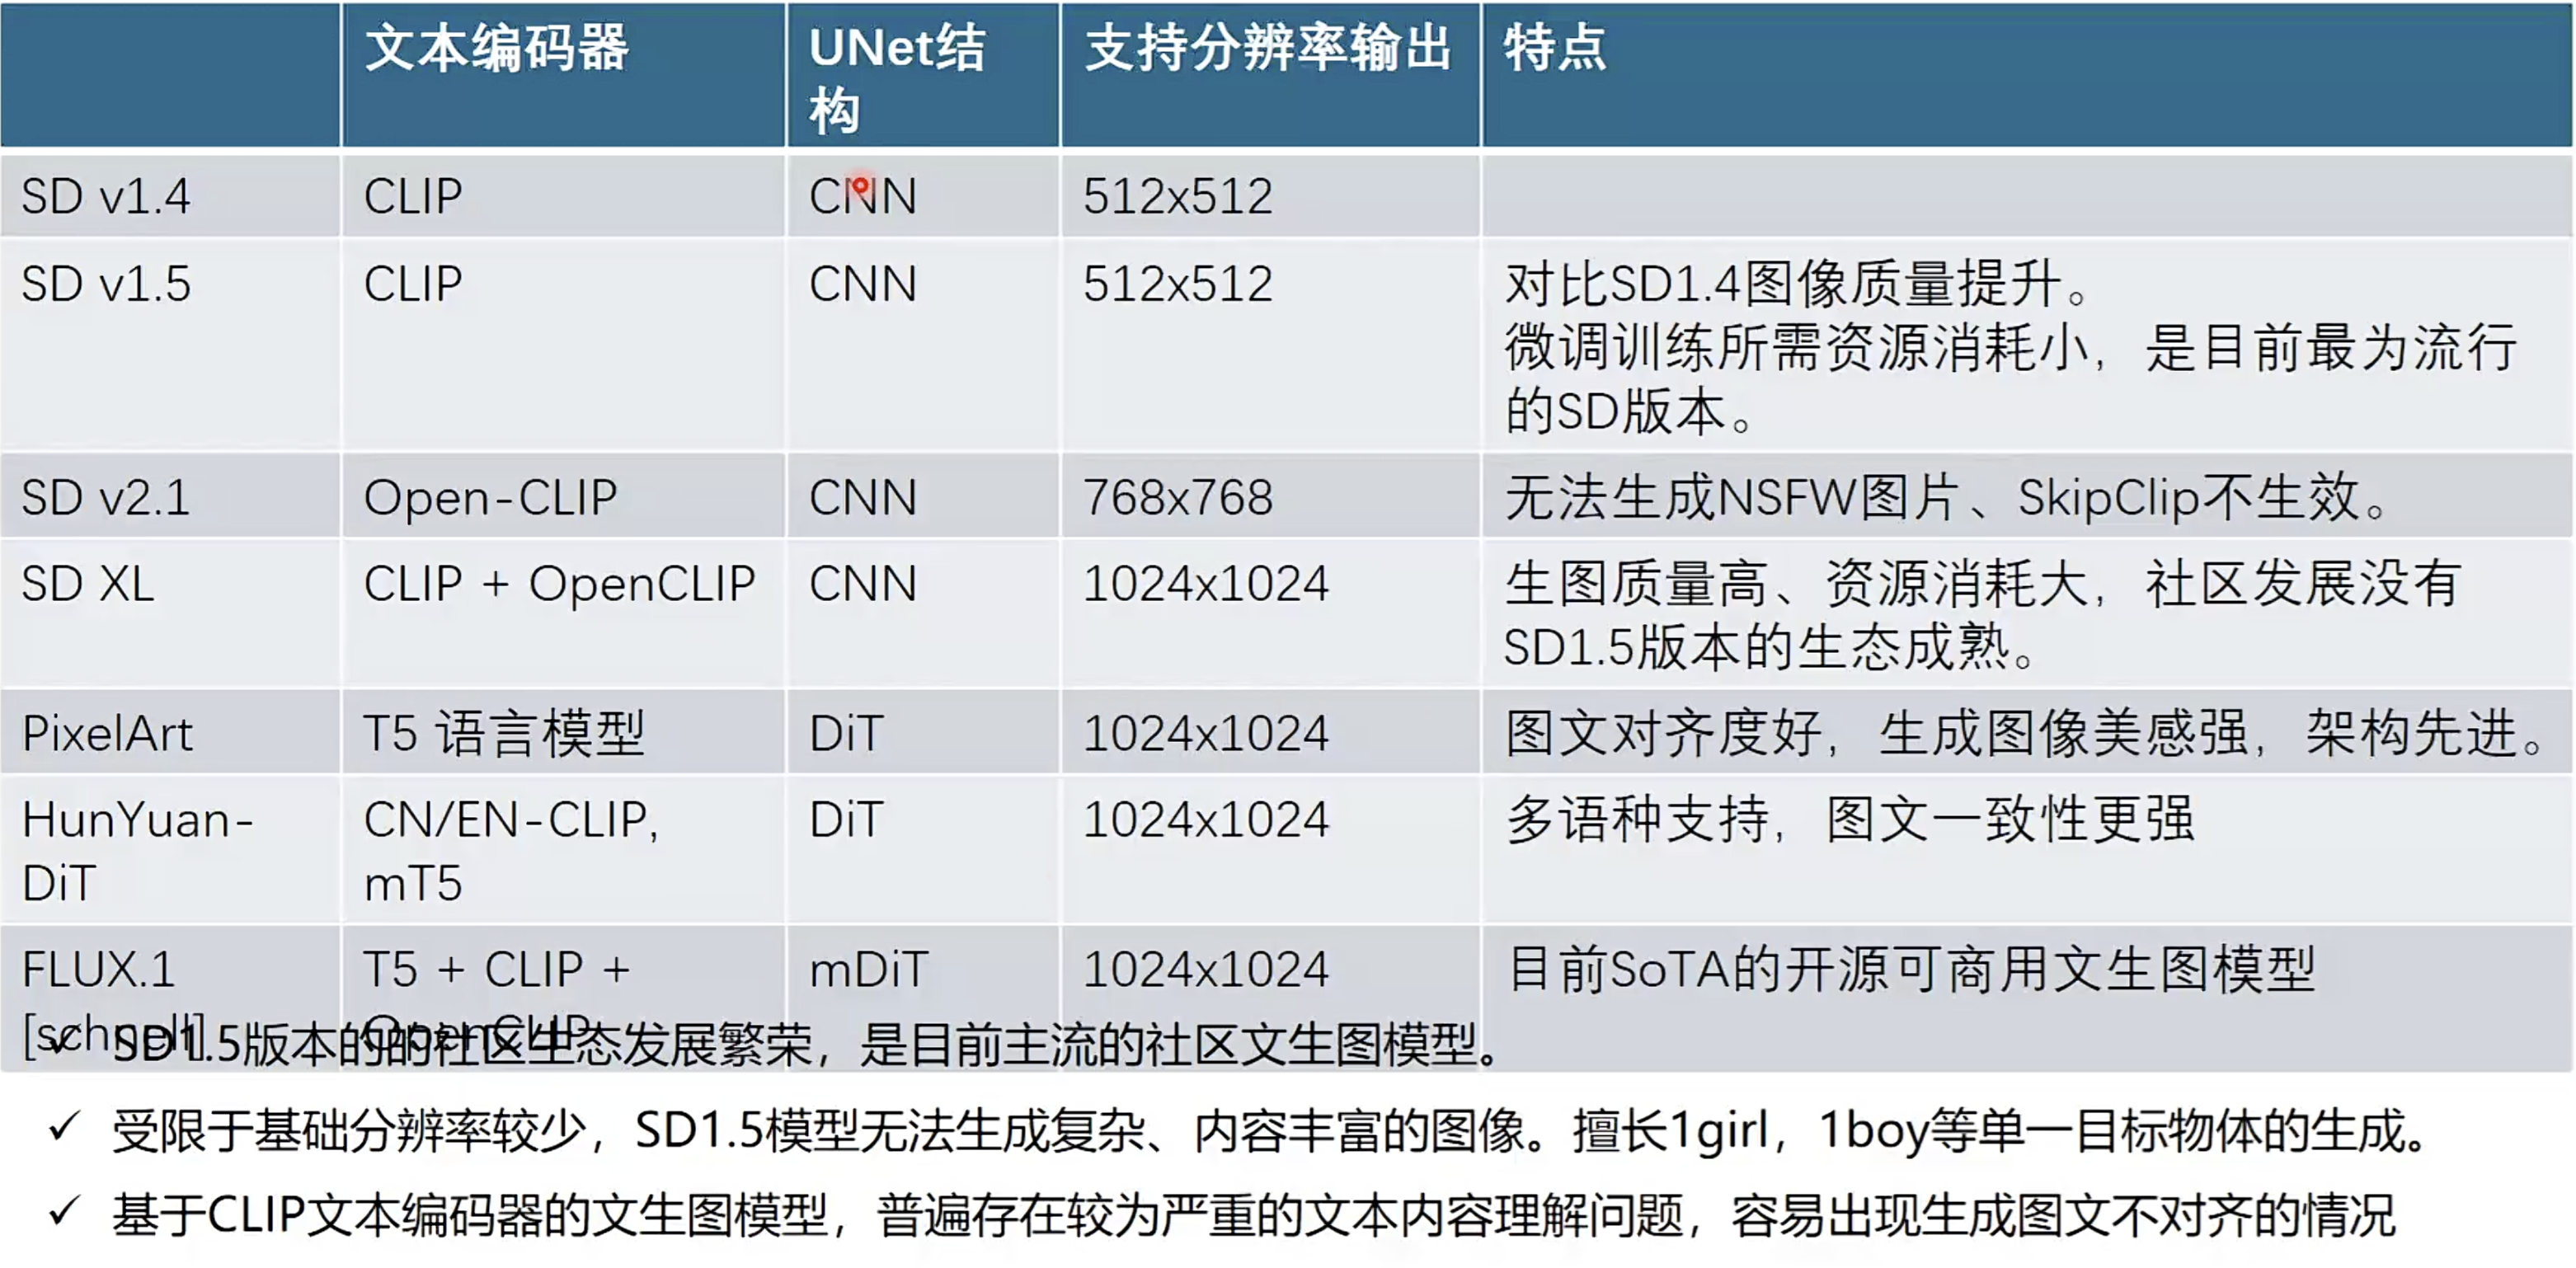 文本编码器 UNet结构 支持分辨率输出 特点
SD v1.4 CLIP CNN 512x512
SD v1.5 CLIP CNN 512x512 对比SD1.4图像质量提升。
微调训练所需资源消耗小，是目前最为流行
的SD版本。
SD v2.1 Open-CLIP CNN 768x768 无法生成NSFW图片、SkipClip不生效。
SD XL CLIP + OpenCLIP CNN 1024x1024 生图质量高、资源消耗大，社区发展没有
SD1.5版本的生态成熟。
PixelArt T5 语言模型 DiT 1024x1024 图文对齐度好，生成图像美感强，架构先进。
HunYuan-
DiT CN/EN-CLIP,
mT5 DiT 1024x1024 多语种支持，图文一致性更强
FLUX.1
[schnell] T5 + CLIP +
OpenCLIP mDiT 1024x1024 目前SoTA的开源可商用文生图模型
✓ SD1.5版本的的社区生态发展繁荣，是目前主流的社区文生图模型。
✓ 受限于基础分辨率较少，SD1.5模型无法生成复杂、内容丰富的图像。擅长1girl，1boy等单一目标物体的生成。
✓ 基于CLIP文本编码器的文生图模型，普遍存在较为严重的文本内容理解问题，容易出现生成图文不对齐的情况